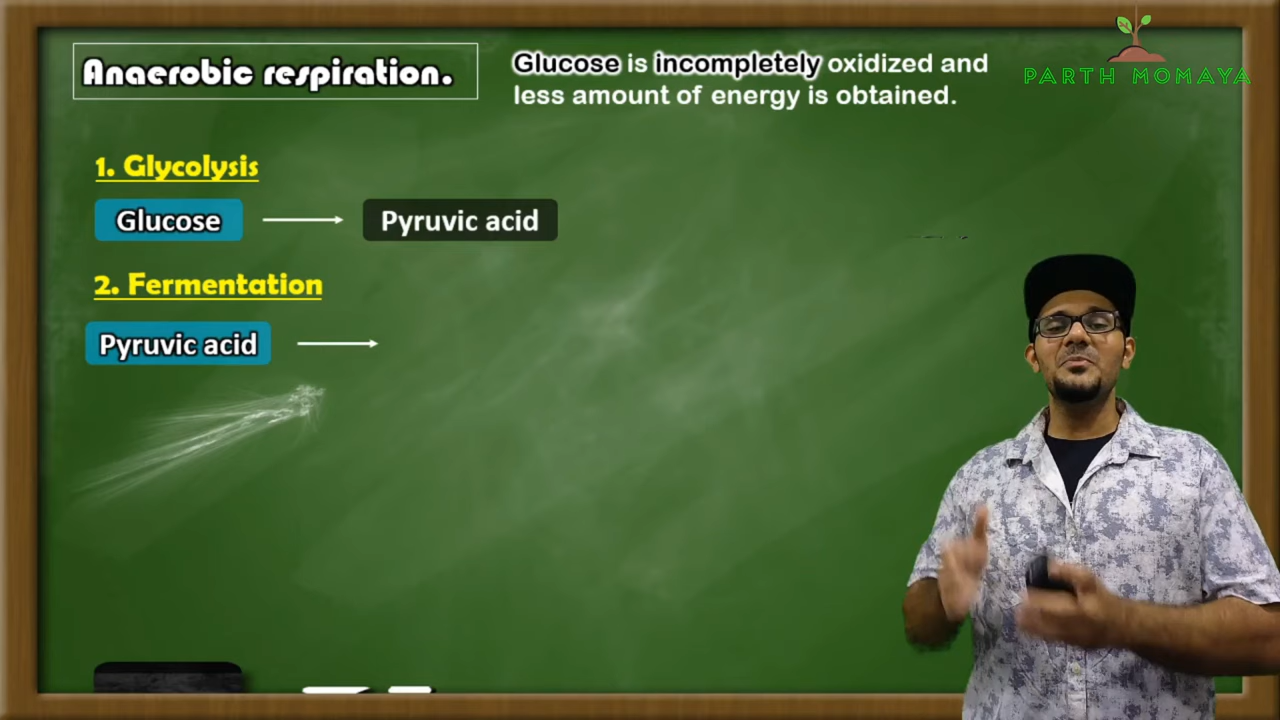 Anaerobic respiration.
Glucose is incompletely oxidized and
less amount of energy is obtained.
PARTH MOMAYA
1. Glycolysis
Glucose
Pyruvic acid
2. Fermentation
Pyruvic acid